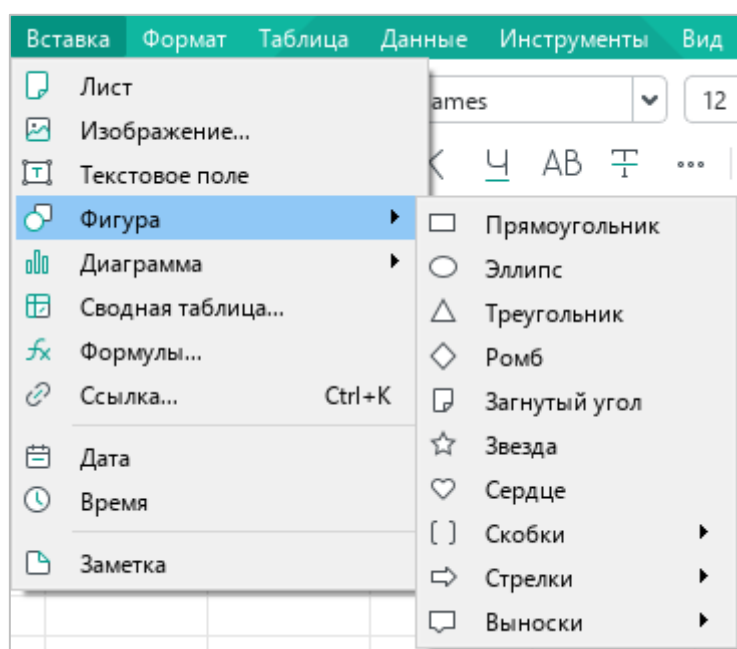 Вставка Формат Таблица Данные Инструменты Вид
Лист
Изображение...
Текстовое поле
Фигура
Диаграмма
Сводная таблица...
Формулы...
Ссылка... Ctrl+K
Дата
Время
Заметка
ames 12
Ч АВ Т
Прямоугольник
Эллипс
Треугольник
Ромб
Загнутый угол
Звезда
Сердце
Скобки
Стрелки
Выноски